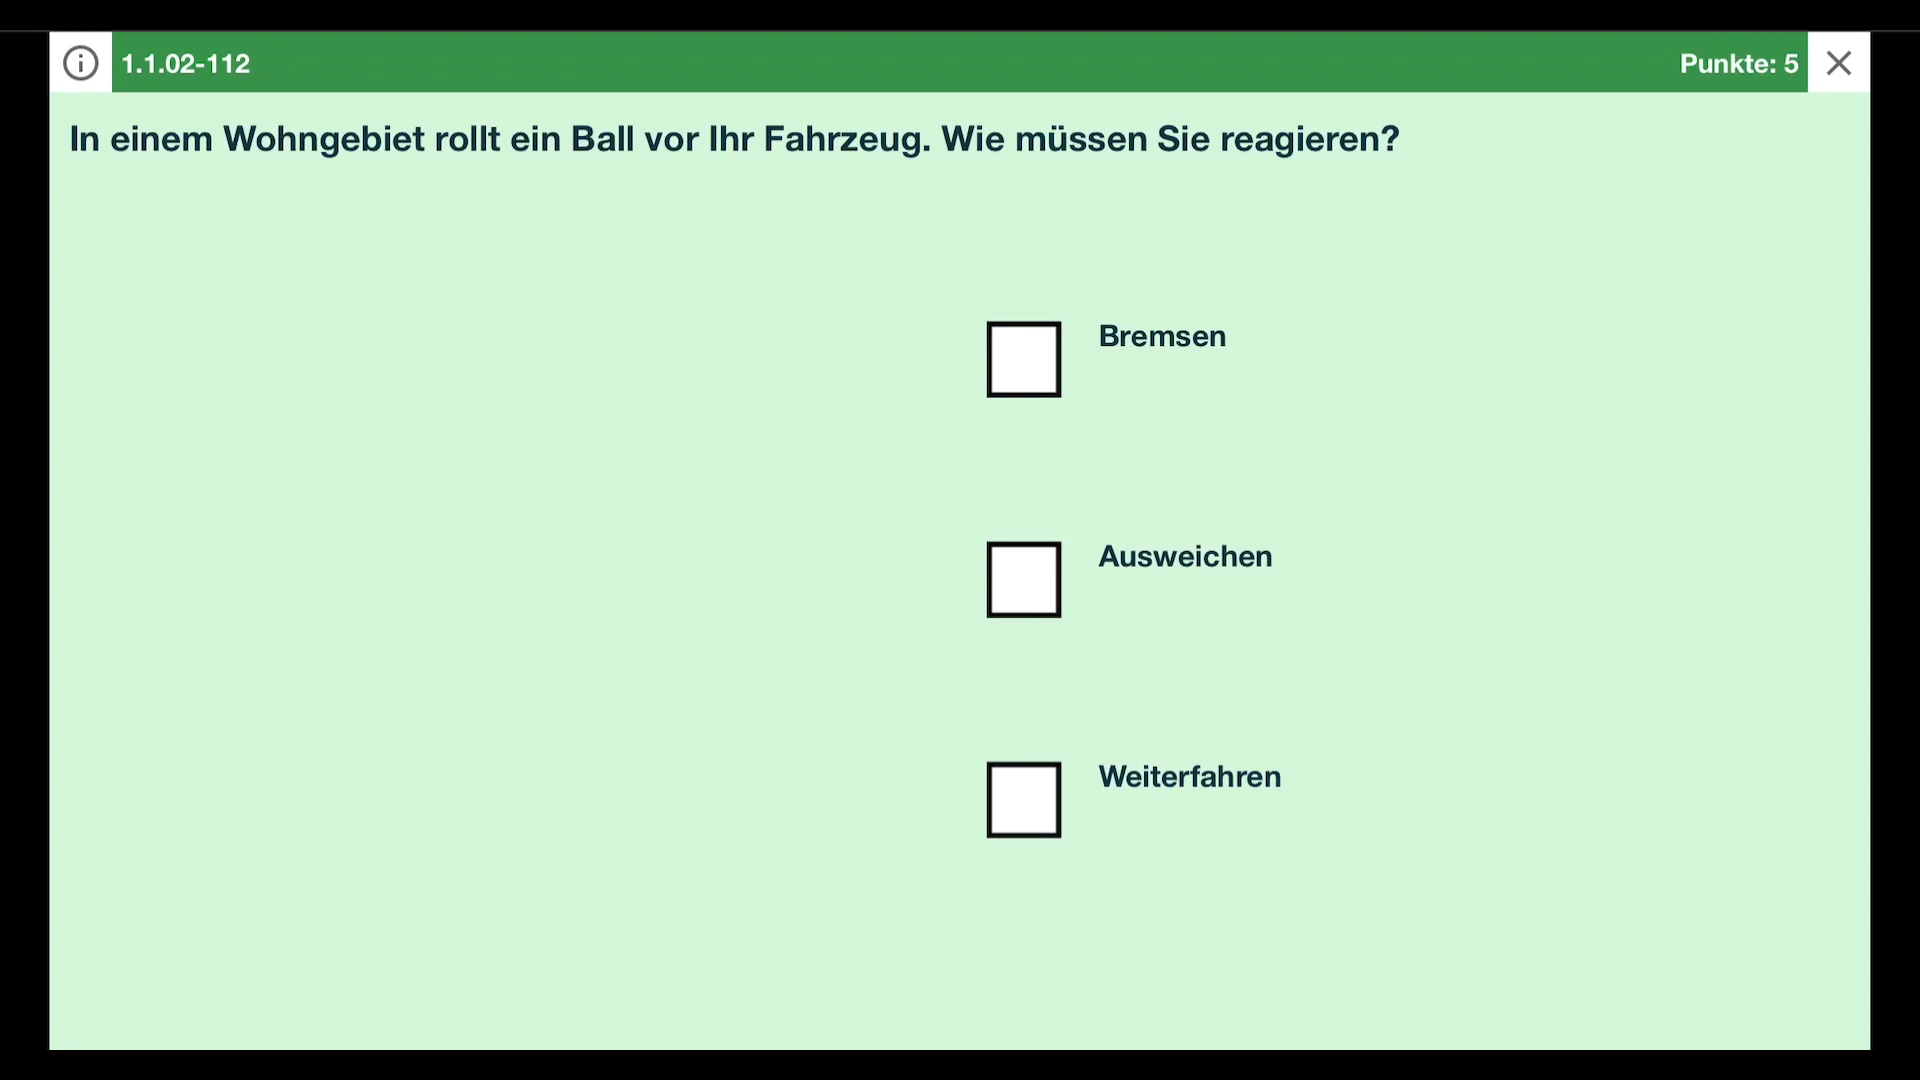 1.1.02-112
Punkte: 5
In einem Wohngebiet rollt ein Ball vor Ihr Fahrzeug. Wie müssen Sie reagieren?
Bremsen
Ausweichen
Weiterfahren